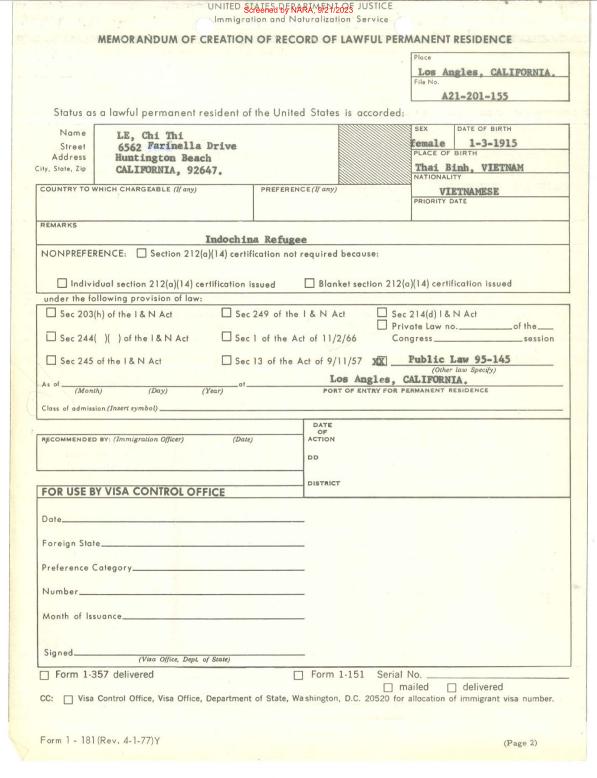 UNITED STATES DEPARTMENT OF JUSTICE
Screened by NARA, 9/21/2023
Immigration and Naturalization Service
MEMORANDUM OF CREATION OF RECORD OF LAWFUL PERMANENT RESIDENCE
Place
Los Angles, CALIFORNIA.
File No.
A21-201-155
Status as a lawful permanent resident of the United States is accorded:
Name
Street
Address
City, State, Zip
LE, Chi Thi
6562 Farinella Drive
Huntington Beach
CALIFORNIA, 92647.
SEX
female
DATE OF BIRTH
1-3-1915
PLACE OF BIRTH
Thai Binh, VIETNAM
NATIONALITY
VIETNAMESE
COUNTRY TO WHICH CHARGEABLE (If any)
PREFERENCE (If any)
PRIORITY DATE
REMARKS
Indochina Refugee
NONPREFERENCE: Section 212(a)(14) certification not required because:
Individual section 212(a)(14) certification issued Blanket section 212(a)(14) certification issued
under the following provision of law:
Sec 203(h) of the I & N Act Sec 249 of the I & N Act Sec 214(d) I & N Act
Private Law no. of the
Sec 244( )( ) of the I & N Act Sec 1 of the Act of 11/2/66 Congress session
Sec 245 of the I & N Act Sec 13 of the Act of 9/11/57 XX Public Law 95-145
(Other law Specify)
As of at Los Angles, CALIFORNIA.
(Month) (Day) (Year) PORT OF ENTRY FOR PERMANENT RESIDENCE
Class of admission (Insert symbol)
RECOMMENDED BY: (Immigration Officer) (Date)
DATE
OF
ACTION
DD
DISTRICT
FOR USE BY VISA CONTROL OFFICE
Date
Foreign State
Preference Category
Number
Month of Issuance
Signed
(Visa Office, Dept. of State)
Form 1-357 delivered Form 1-151 Serial No.
mailed delivered
CC: Visa Control Office, Visa Office, Department of State, Washington, D.C. 20520 for allocation of immigrant visa number.
Form 1 - 181 (Rev. 4-1-77)Y (Page 2)